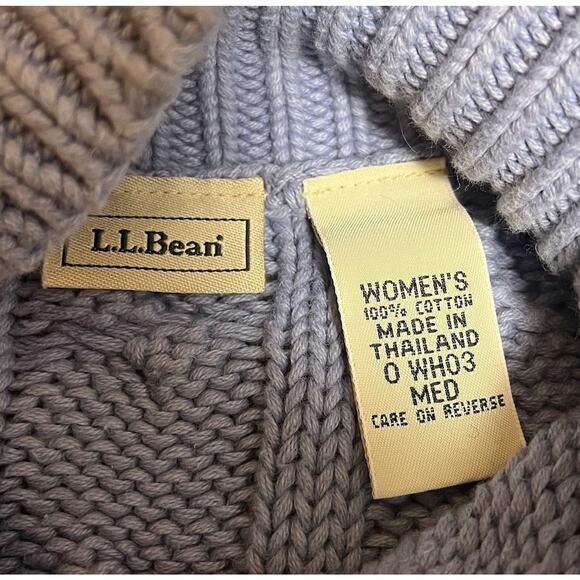 L.L.Bean
WOMEN'S
100% COTTON
MADE IN
THAILAND
0 WH03
MED
CARE ON REVERSE